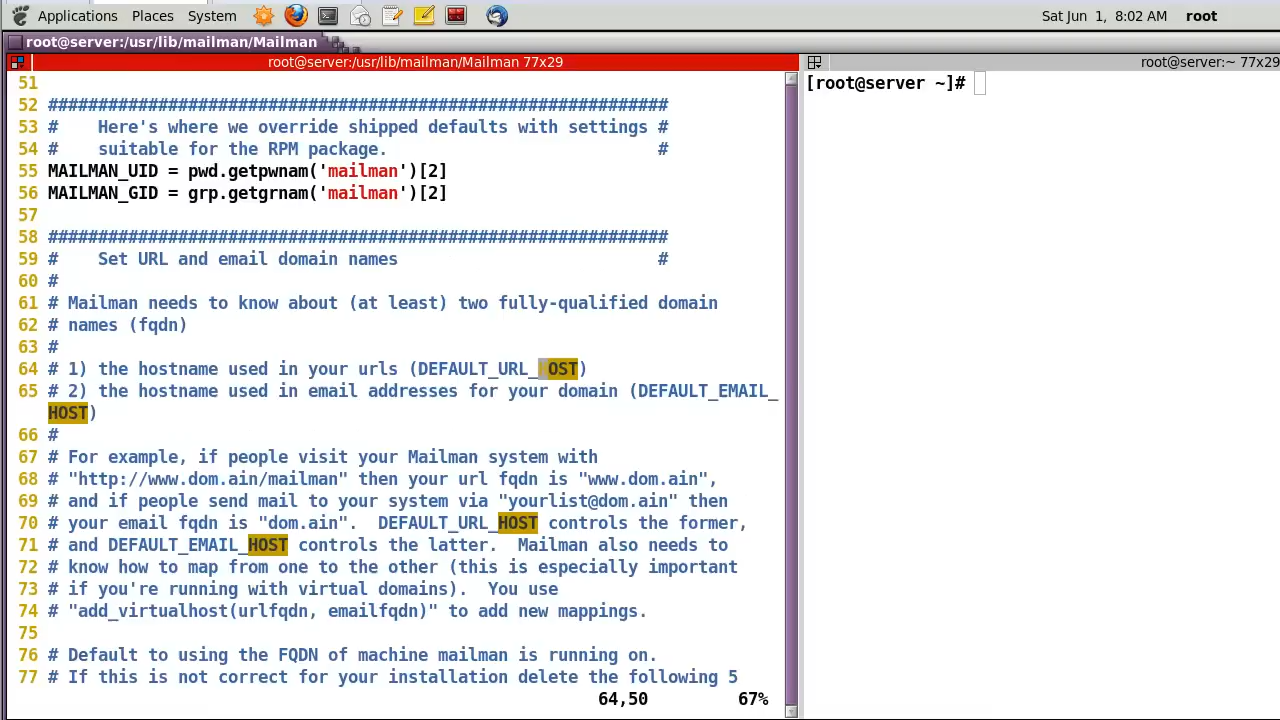 Applications Places System Sat Jun 1, 8:02 AM root
root@server:/usr/lib/mailman/Mailman
root@server:/usr/lib/mailman/Mailman 77x29
51
52 ##############################################################
53 #    Here's where we override shipped defaults with settings #
54 #    suitable for the RPM package.                           #
55 MAILMAN_UID = pwd.getpwnam('mailman')[2]
56 MAILMAN_GID = grp.getgrnam('mailman')[2]
57
58 ##############################################################
59 #    Set URL and email domain names                          #
60 #
61 # Mailman needs to know about (at least) two fully-qualified domain
62 # names (fqdn)
63 #
64 # 1) the hostname used in your urls (DEFAULT_URL_HOST)
65 # 2) the hostname used in email addresses for your domain (DEFAULT_EMAIL_
HOST)
66 #
67 # For example, if people visit your Mailman system with
68 # "http://www.dom.ain/mailman" then your url fqdn is "www.dom.ain",
69 # and if people send mail to your system via "yourlist@dom.ain" then
70 # your email fqdn is "dom.ain".  DEFAULT_URL_HOST controls the former,
71 # and DEFAULT_EMAIL_HOST controls the latter.  Mailman also needs to
72 # know how to map from one to the other (this is especially important
73 # if you're running with virtual domains).  You use
74 # "add_virtualhost(urlfqdn, emailfqdn)" to add new mappings.
75
76 # Default to using the FQDN of machine mailman is running on.
77 # If this is not correct for your installation delete the following 5
64,50 67%
root@server:~ 77x29
[root@server ~]#